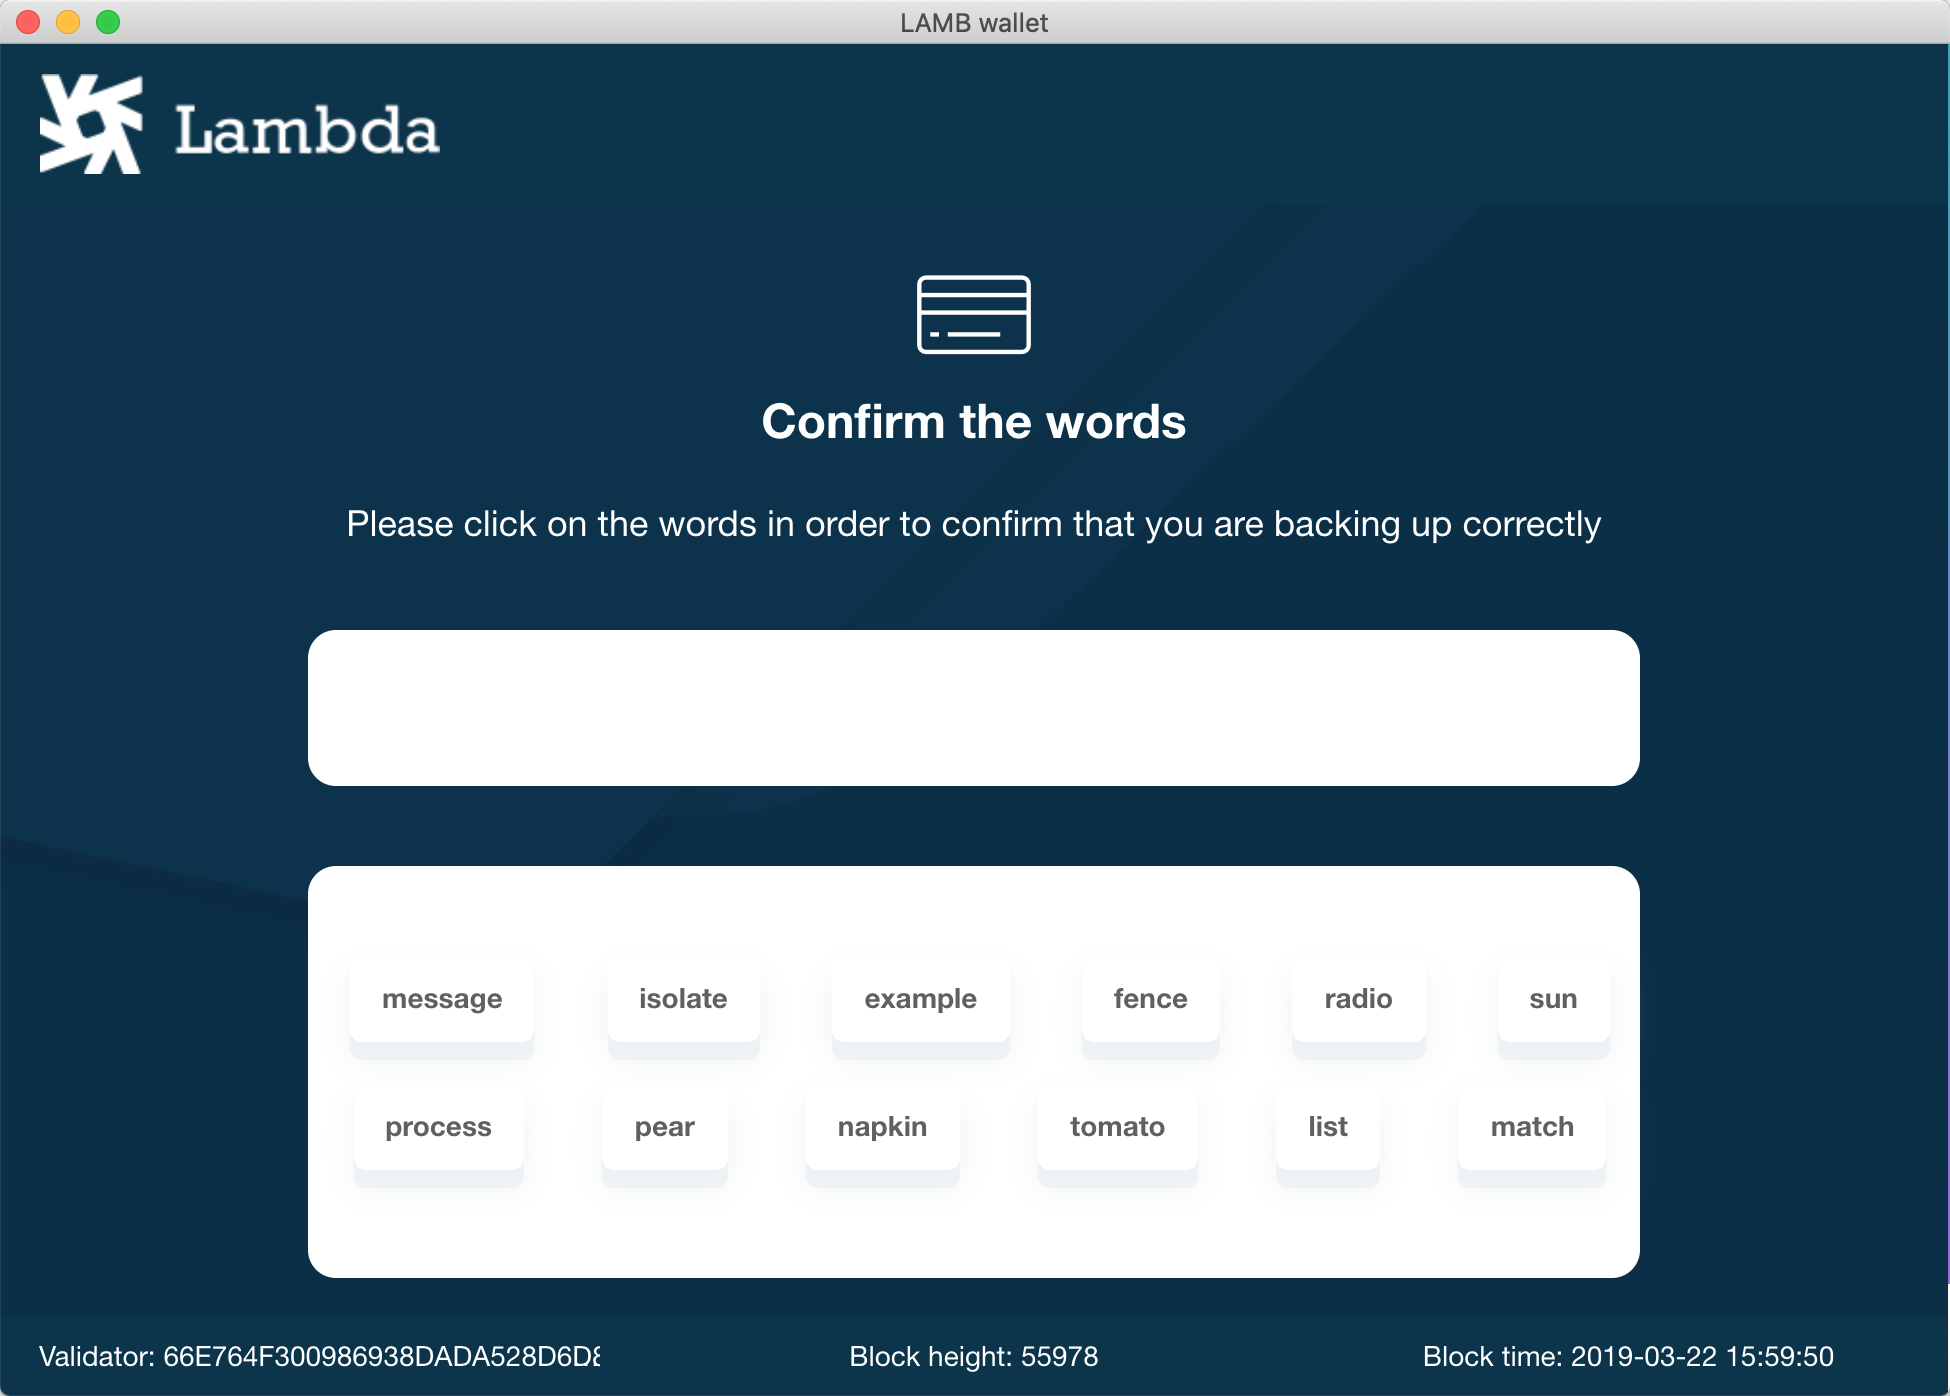 LAMB wallet
Lambda
Confirm the words
Please click on the words in order to confirm that you are backing up correctly
message isolate example fence radio sun
process pear napkin tomato list match
Validator: 66E764F300986938DADA528D6D Block height: 55978 Block time: 2019-03-22 15:59:50